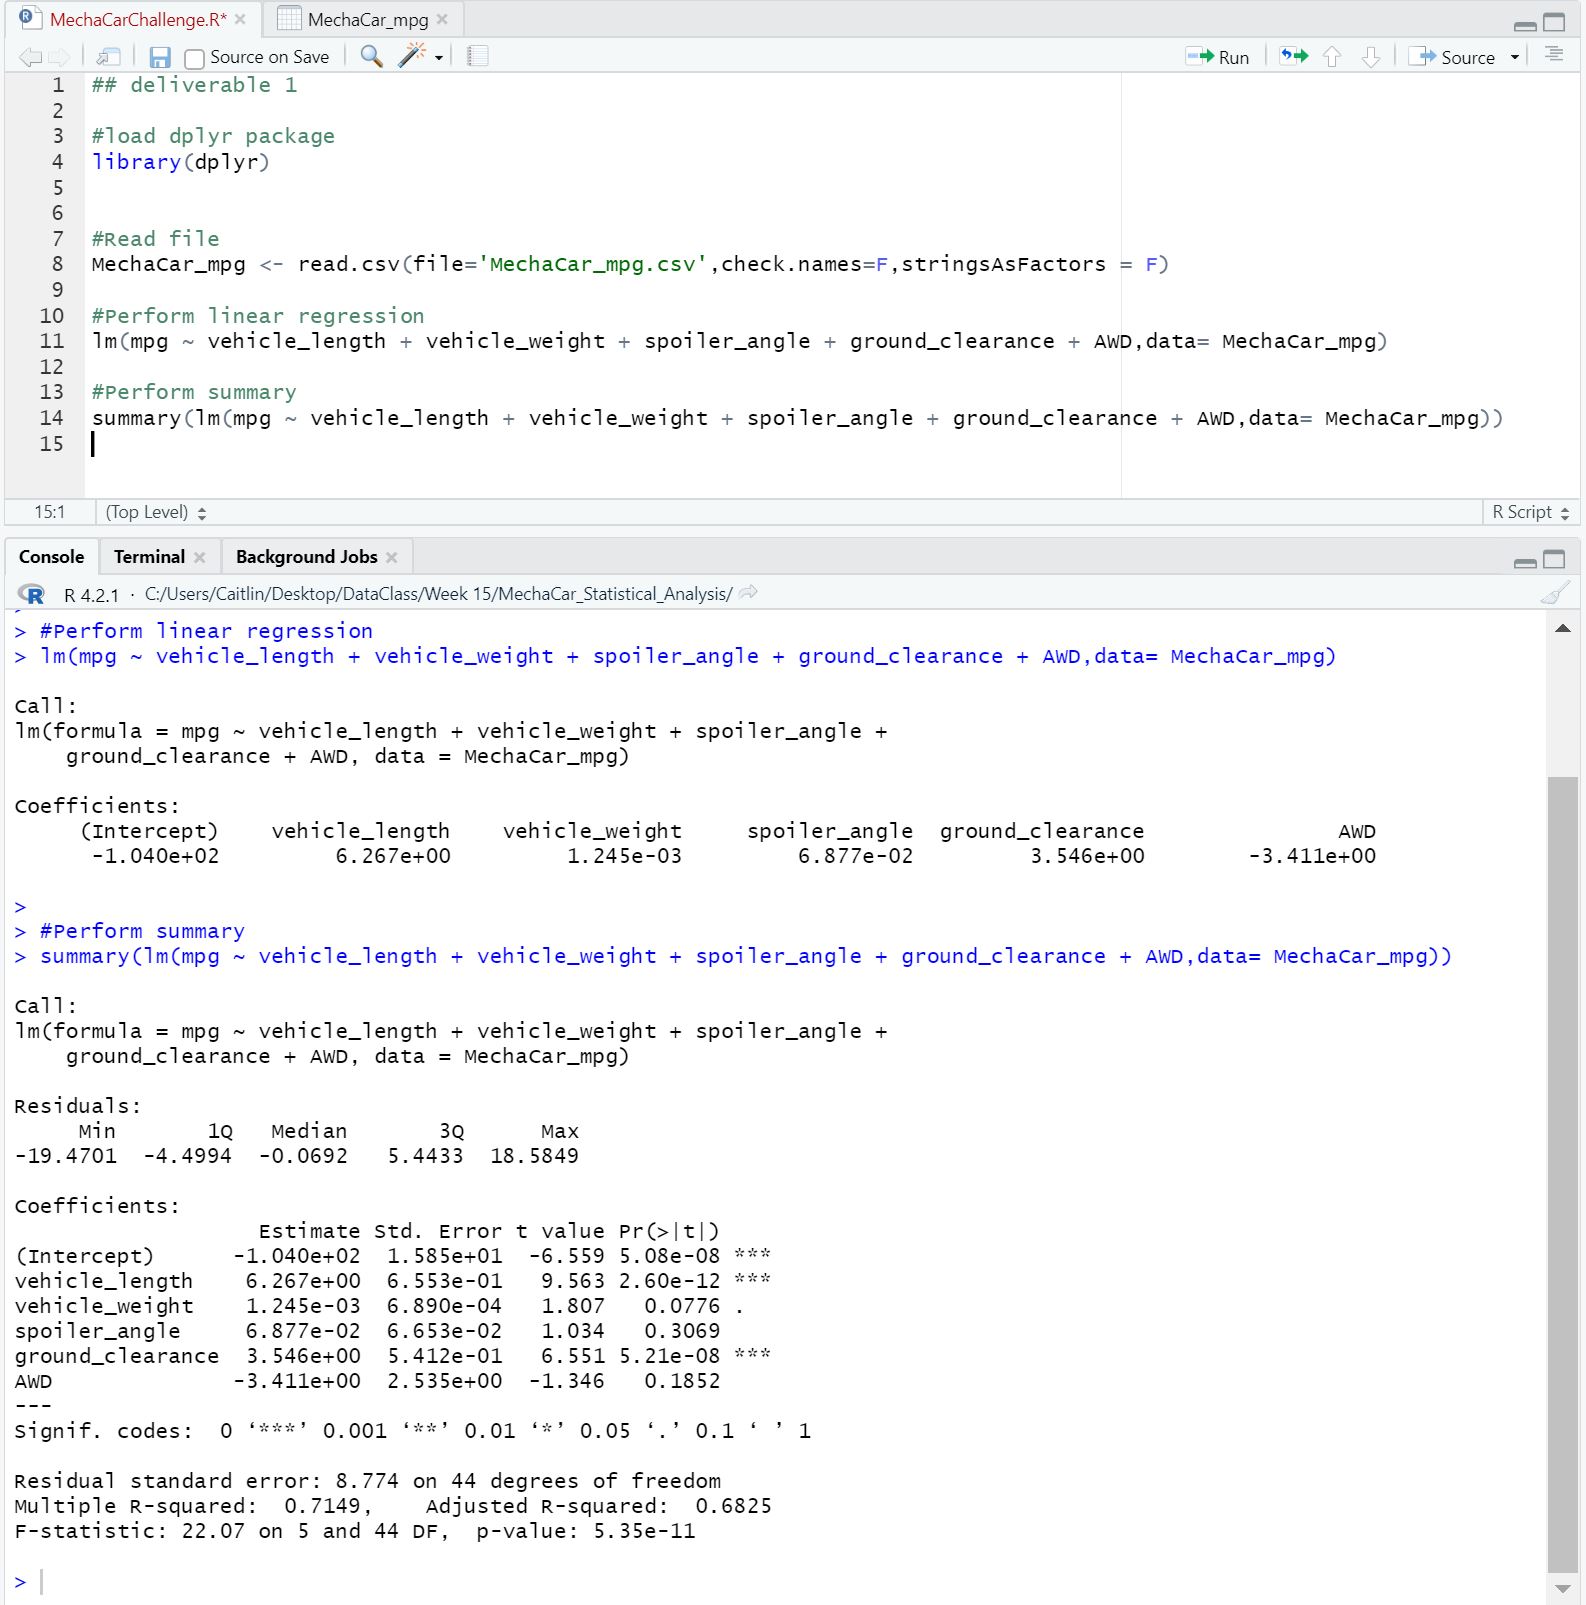 MechaCarChallenge.R* MechaCar_mpg
Source on Save Run Source
1 ## deliverable 1
2
3 #load dplyr package
4 library(dplyr)
5
6
7 #Read file
8 MechaCar_mpg <- read.csv(file='MechaCar_mpg.csv',check.names=F,stringsAsFactors = F)
9
10 #Perform linear regression
11 lm(mpg ~ vehicle_length + vehicle_weight + spoiler_angle + ground_clearance + AWD,data= MechaCar_mpg)
12
13 #Perform summary
14 summary(lm(mpg ~ vehicle_length + vehicle_weight + spoiler_angle + ground_clearance + AWD,data= MechaCar_mpg))
15
15:1 (Top Level) R Script
Console Terminal Background Jobs
R R 4.2.1 · C:/Users/Caitlin/Desktop/DataClass/Week 15/MechaCar_Statistical_Analysis/
> #Perform linear regression
> lm(mpg ~ vehicle_length + vehicle_weight + spoiler_angle + ground_clearance + AWD,data= MechaCar_mpg)
Call:
lm(formula = mpg ~ vehicle_length + vehicle_weight + spoiler_angle +
    ground_clearance + AWD, data = MechaCar_mpg)
Coefficients:
     (Intercept)    vehicle_length    vehicle_weight     spoiler_angle  ground_clearance               AWD
      -1.040e+02         6.267e+00         1.245e-03         6.877e-02         3.546e+00        -3.411e+00
>
> #Perform summary
> summary(lm(mpg ~ vehicle_length + vehicle_weight + spoiler_angle + ground_clearance + AWD,data= MechaCar_mpg))
Call:
lm(formula = mpg ~ vehicle_length + vehicle_weight + spoiler_angle +
    ground_clearance + AWD, data = MechaCar_mpg)
Residuals:
     Min       1Q   Median       3Q      Max
-19.4701  -4.4994  -0.0692   5.4433  18.5849
Coefficients:
                   Estimate Std. Error t value Pr(>|t|)
(Intercept)      -1.040e+02  1.585e+01  -6.559 5.08e-08 ***
vehicle_length    6.267e+00  6.553e-01   9.563 2.60e-12 ***
vehicle_weight    1.245e-03  6.890e-04   1.807   0.0776 .
spoiler_angle     6.877e-02  6.653e-02   1.034   0.3069
ground_clearance  3.546e+00  5.412e-01   6.551 5.21e-08 ***
AWD              -3.411e+00  2.535e+00  -1.346   0.1852
---
Signif. codes:  0 ‘***’ 0.001 ‘**’ 0.01 ‘*’ 0.05 ‘.’ 0.1 ‘ ’ 1
Residual standard error: 8.774 on 44 degrees of freedom
Multiple R-squared:  0.7149,    Adjusted R-squared:  0.6825
F-statistic: 22.07 on 5 and 44 DF,  p-value: 5.35e-11
>